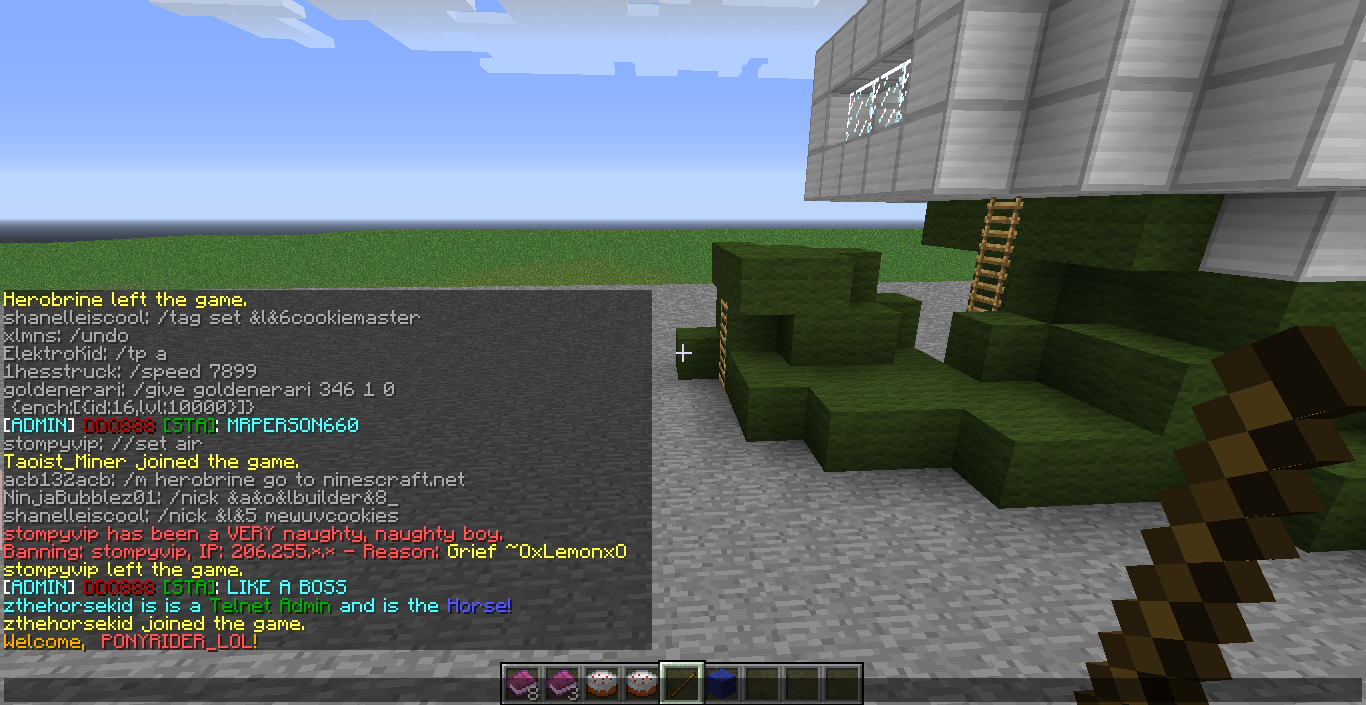 Herobrine left the game.
shanelleiscool: /tag set &l&6cookiemaster
xlmns: /undo
ElektroKid: /tp a
1hesstruck: /speed 7899
goldenerari: /give goldenerari 346 1 0
{ench:[{id:16,lvl:10000}]}
[ADMIN] DDO888 [STA]: MRPERSON660
stompyvip: //set air
Taoist_Miner joined the game.
acb132acb: /m herobrine go to ninescraft.net
NinjaBubblez01: /nick &a&o&lbuilder&8_
shanelleiscool: /nick &l&5 mewuvcookies
stompyvip has been a VERY naughty, naughty boy.
Banning: stompyvip, IP: 206.255.*.* - Reason: Grief ~OxLemonxO
stompyvip left the game.
[ADMIN] DDO888 [STA]: LIKE A BOSS
zthehorsekid is is a Telnet Admin and is the Horse!
zthehorsekid joined the game.
Welcome, PONYRIDER_LOL!
8 3